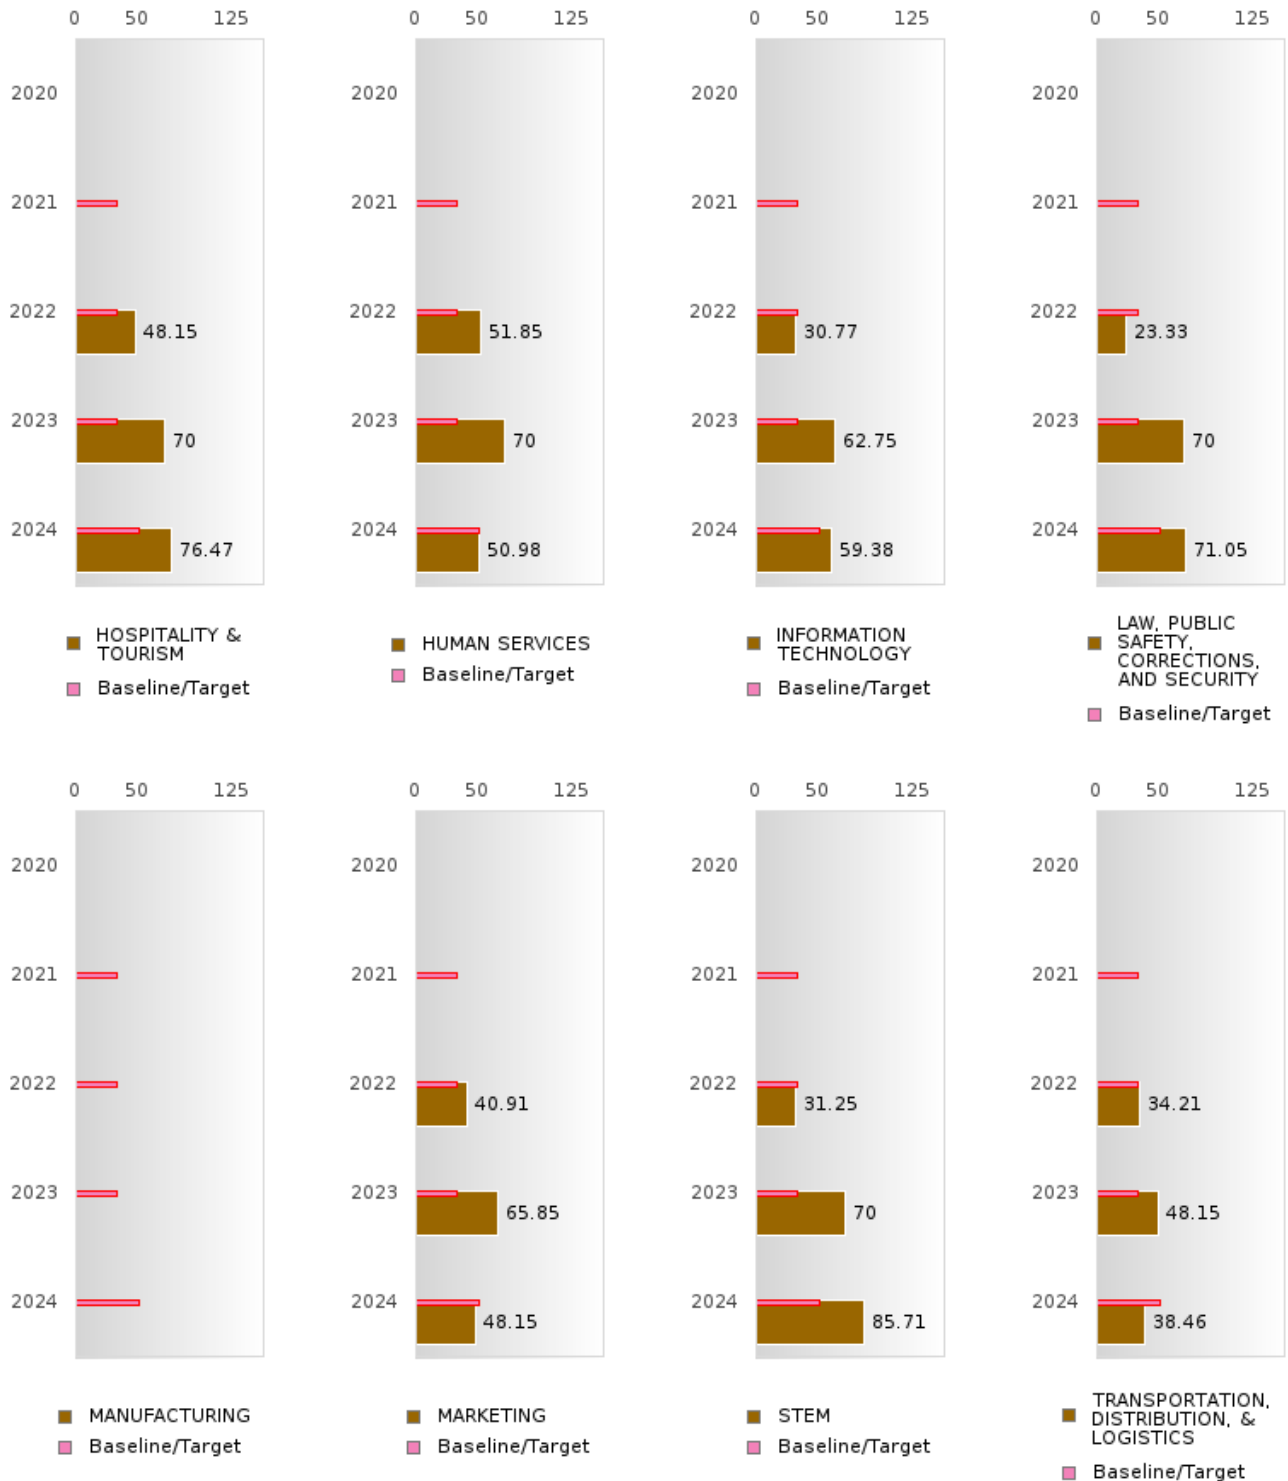 0 50 125
0 50 125
0 50 125
0 50 125
2020
2020
2020
2020
2021
2021
2021
2021
2022
48.15
2022
51.85
2022
30.77
2022
23.33
2023
70
2023
70
2023
62.75
2023
70
2024
76.47
2024
50.98
2024
59.38
2024
71.05
HOSPITALITY &
TOURISM
Baseline/Target
HUMAN SERVICES
Baseline/Target
INFORMATION
TECHNOLOGY
Baseline/Target
LAW, PUBLIC
SAFETY,
CORRECTIONS,
AND SECURITY
Baseline/Target
0 50 125
0 50 125
0 50 125
0 50 125
2020
2020
2020
2020
2021
2021
2021
2021
2022
2022
40.91
2022
31.25
2022
34.21
2023
2023
65.85
2023
70
2023
48.15
2024
2024
48.15
2024
85.71
2024
38.46
MANUFACTURING
Baseline/Target
MARKETING
Baseline/Target
STEM
Baseline/Target
TRANSPORTATION,
DISTRIBUTION, &
LOGISTICS
Baseline/Target